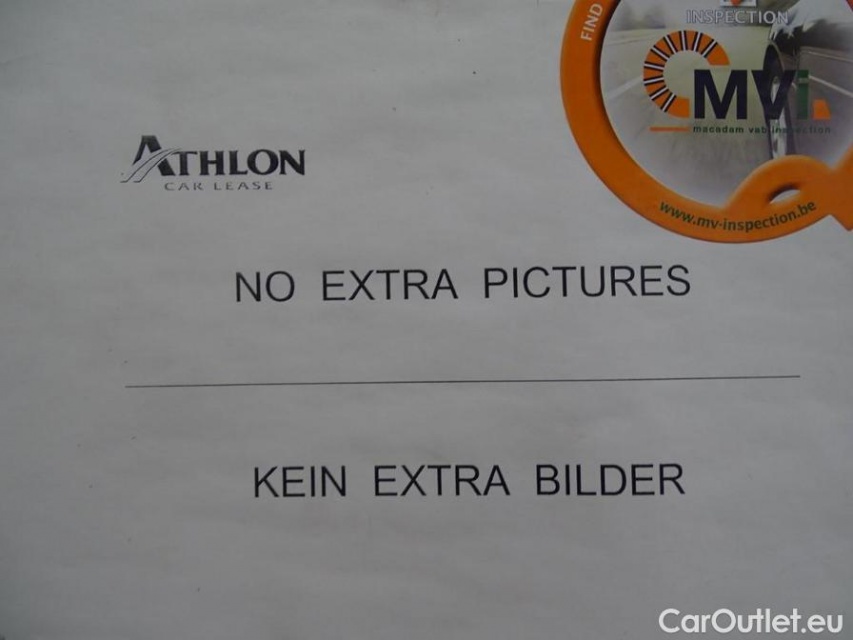 FIND
INSPECTION
MVi
macadam vab inspection
www.mv-inspection.be
ATHLON
CAR LEASE
NO EXTRA PICTURES
KEIN EXTRA BILDER
CarOutlet.eu